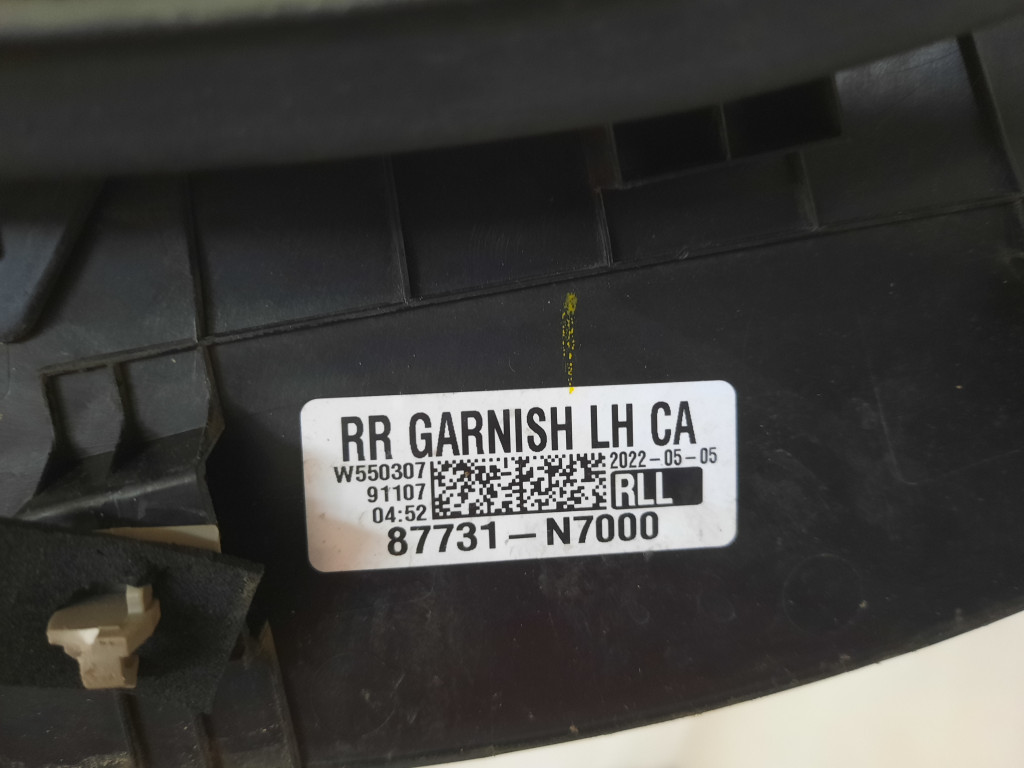 RR GARNISH LH CA
W550307
2022-05-05
91107
RLL
04:52
87731-N7000